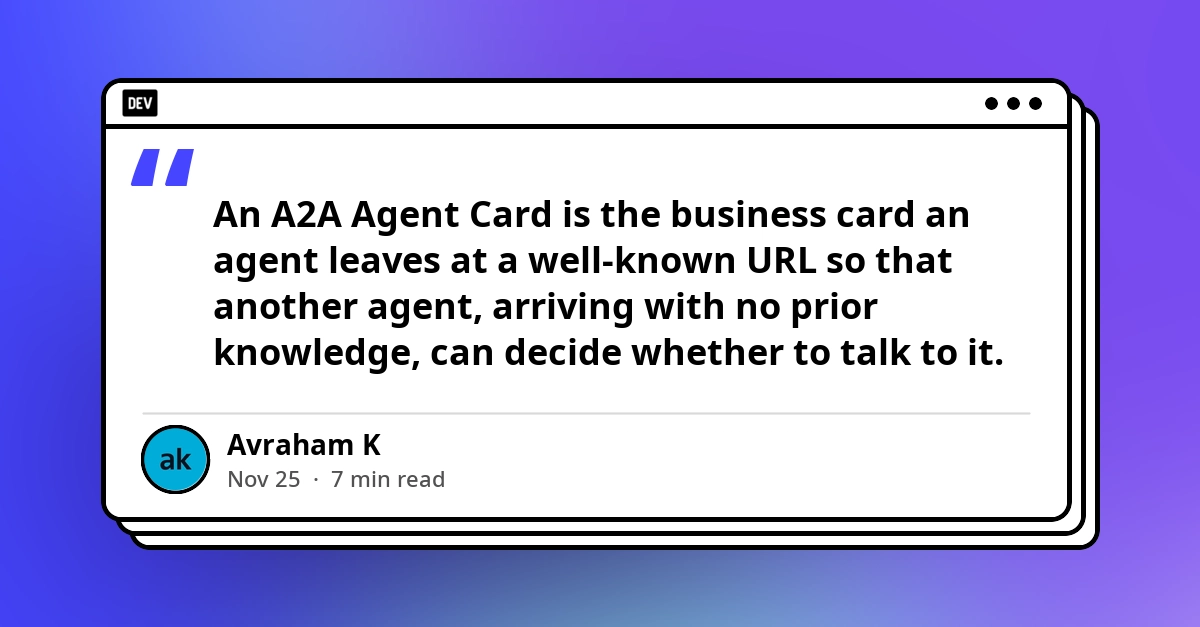 DEV
“
An A2A Agent Card is the business card an
agent leaves at a well-known URL so that
another agent, arriving with no prior
knowledge, can decide whether to talk to it.
ak
Avraham K
Nov 25 · 7 min read